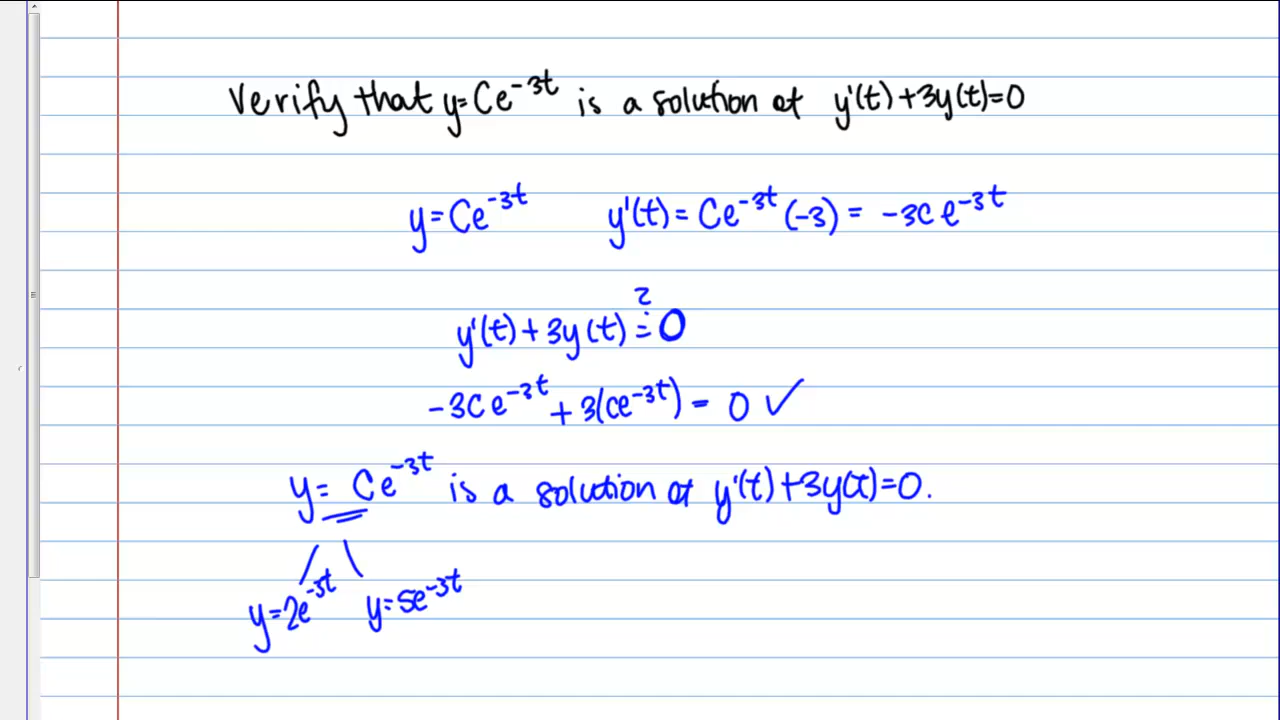 Verify that y=Ce⁻³ᵗ is a solution of y'(t)+3y(t)=0
y=Ce⁻³ᵗ y'(t) = Ce⁻³ᵗ (-3) = -3Ce⁻³ᵗ
?
y'(t)+3y(t) = 0
-3Ce⁻³ᵗ + 3(Ce⁻³ᵗ) = 0 ✓
y= Ce⁻³ᵗ is a solution of y'(t)+3y(t)=0.
y=2e⁻³ᵗ y=5e⁻³ᵗ